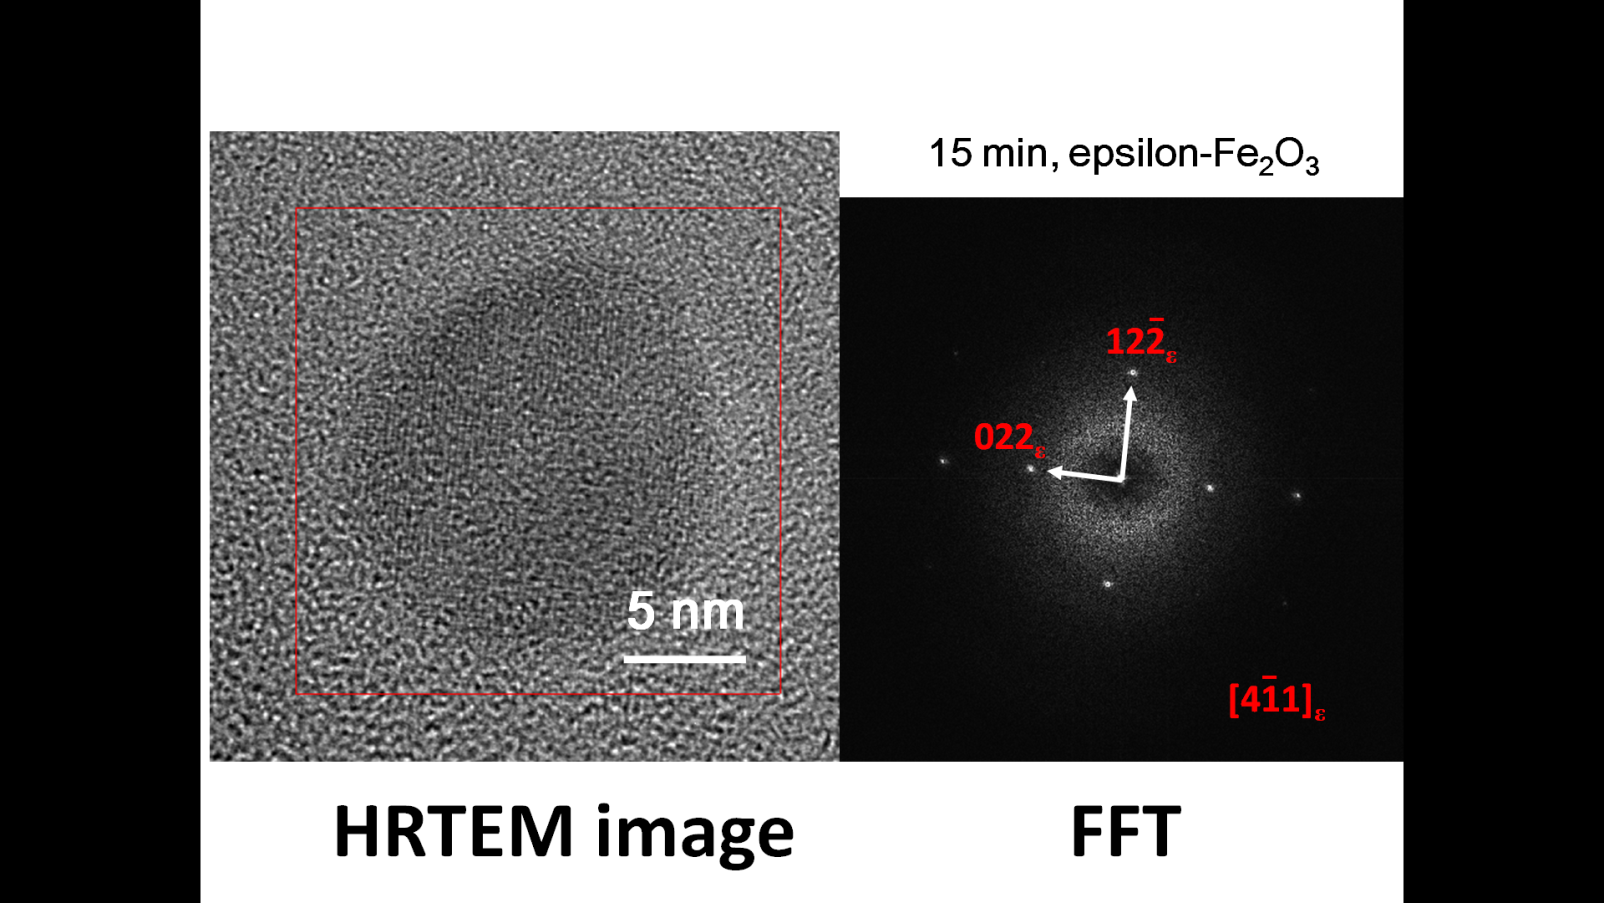 15 min, epsilon-Fe₂O₃
122̄ε
022ε
5 nm
[41̄1]ε
HRTEM image
FFT